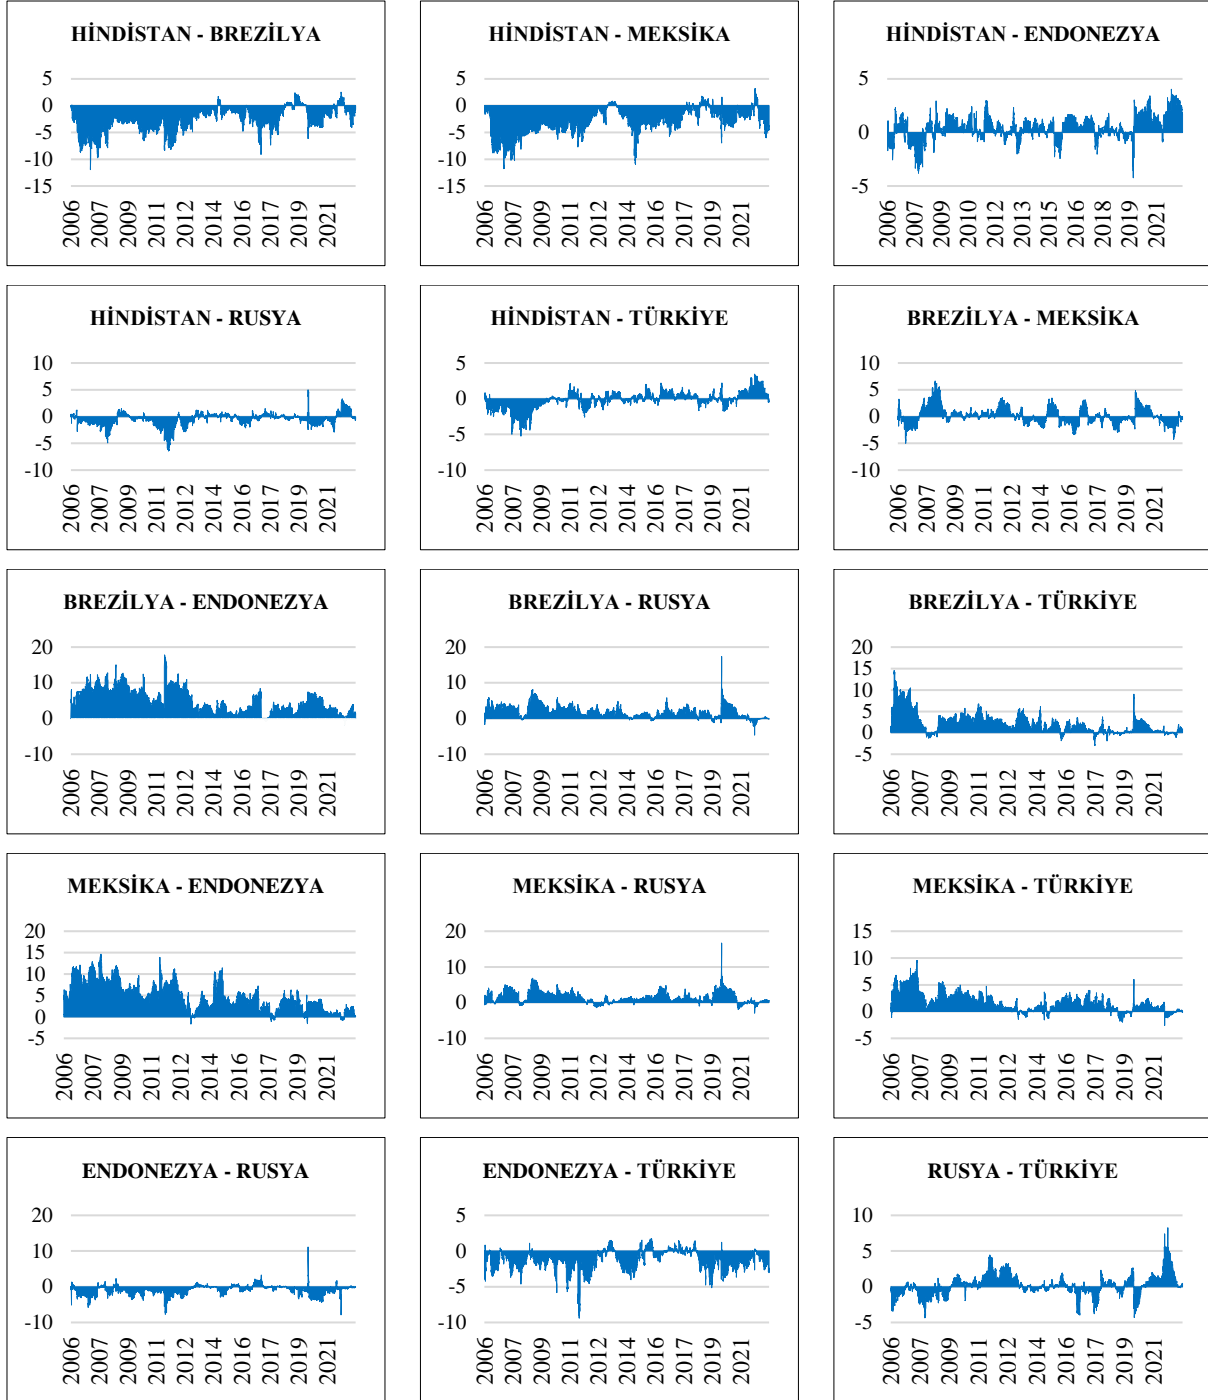 HİNDİSTAN - BREZİLYA
5
0
-5
-10
-15
2006 2007 2009 2011 2012 2014 2016 2017 2019 2021
HİNDİSTAN - MEKSİKA
5
0
-5
-10
-15
2006 2007 2009 2011 2012 2014 2016 2017 2019 2021
HİNDİSTAN - ENDONEZYA
5
0
-5
2006 2007 2009 2010 2012 2013 2015 2016 2018 2019 2021
HİNDİSTAN - RUSYA
10
5
0
-5
-10
2006 2007 2009 2011 2012 2014 2016 2017 2019 2021
HİNDİSTAN - TÜRKİYE
5
0
-5
-10
2006 2007 2009 2011 2012 2014 2016 2017 2019 2021
BREZİLYA - MEKSİKA
10
5
0
-5
-10
2006 2007 2009 2011 2012 2014 2016 2017 2019 2021
BREZİLYA - ENDONEZYA
20
10
0
-10
2006 2007 2009 2011 2012 2014 2016 2017 2019 2021
BREZİLYA - RUSYA
20
10
0
-10
2006 2007 2009 2011 2012 2014 2016 2017 2019 2021
BREZİLYA - TÜRKİYE
20
15
10
5
0
-5
2006 2007 2009 2011 2012 2014 2016 2017 2019 2021
MEKSİKA - ENDONEZYA
20
15
10
5
0
-5
2006 2007 2009 2011 2012 2014 2016 2017 2019 2021
MEKSİKA - RUSYA
20
10
0
-10
2006 2007 2009 2011 2012 2014 2016 2017 2019 2021
MEKSİKA - TÜRKİYE
15
10
5
0
-5
2006 2007 2009 2011 2012 2014 2016 2017 2019 2021
ENDONEZYA - RUSYA
20
10
0
-10
2006 2007 2009 2011 2012 2014 2016 2017 2019 2021
ENDONEZYA - TÜRKİYE
5
0
-5
-10
2006 2007 2009 2011 2012 2014 2016 2017 2019 2021
RUSYA - TÜRKİYE
10
5
0
-5
2006 2007 2009 2011 2012 2014 2016 2017 2019 2021